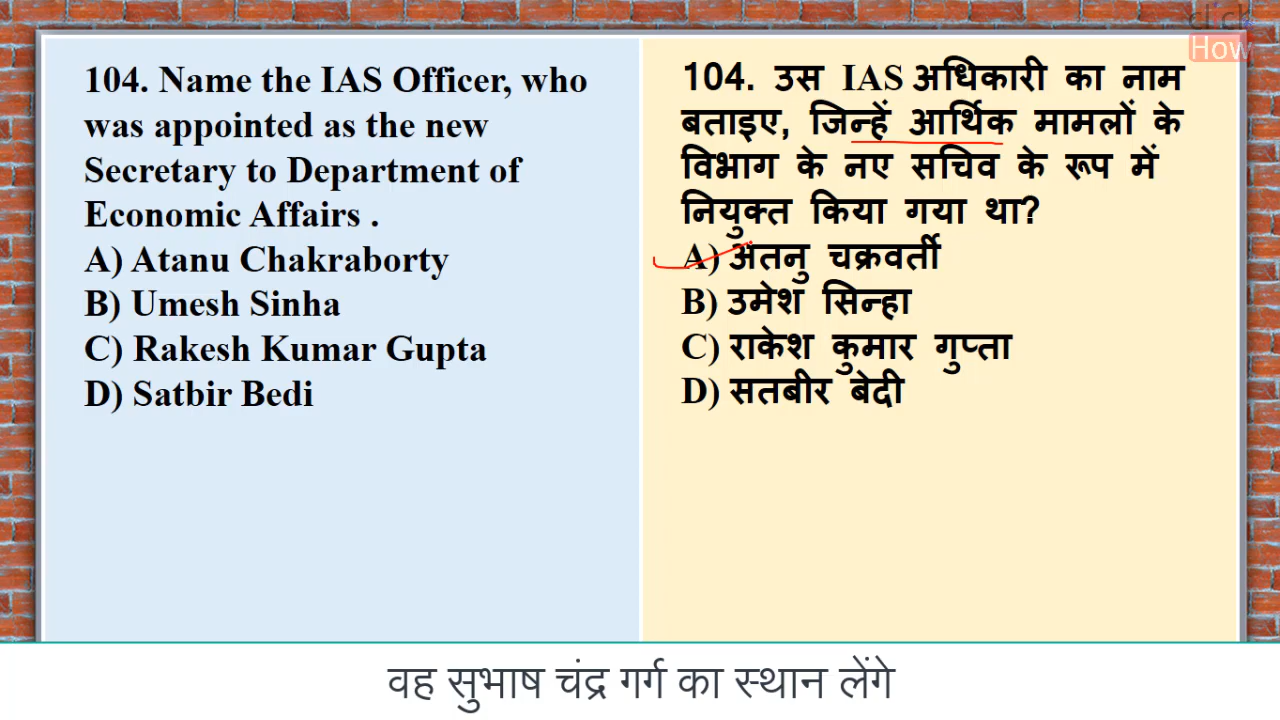 click
How
104. Name the IAS Officer, who
was appointed as the new
Secretary to Department of
Economic Affairs .
A) Atanu Chakraborty
B) Umesh Sinha
C) Rakesh Kumar Gupta
D) Satbir Bedi
104. उस IAS अधिकारी का नाम
बताइए, जिन्हें आर्थिक मामलों के
विभाग के नए सचिव के रूप में
नियुक्त किया गया था?
A) अतनु चक्रवर्ती
B) उमेश सिन्हा
C) राकेश कुमार गुप्ता
D) सतबीर बेदी
वह सुभाष चंद्र गर्ग का स्थान लेंगे